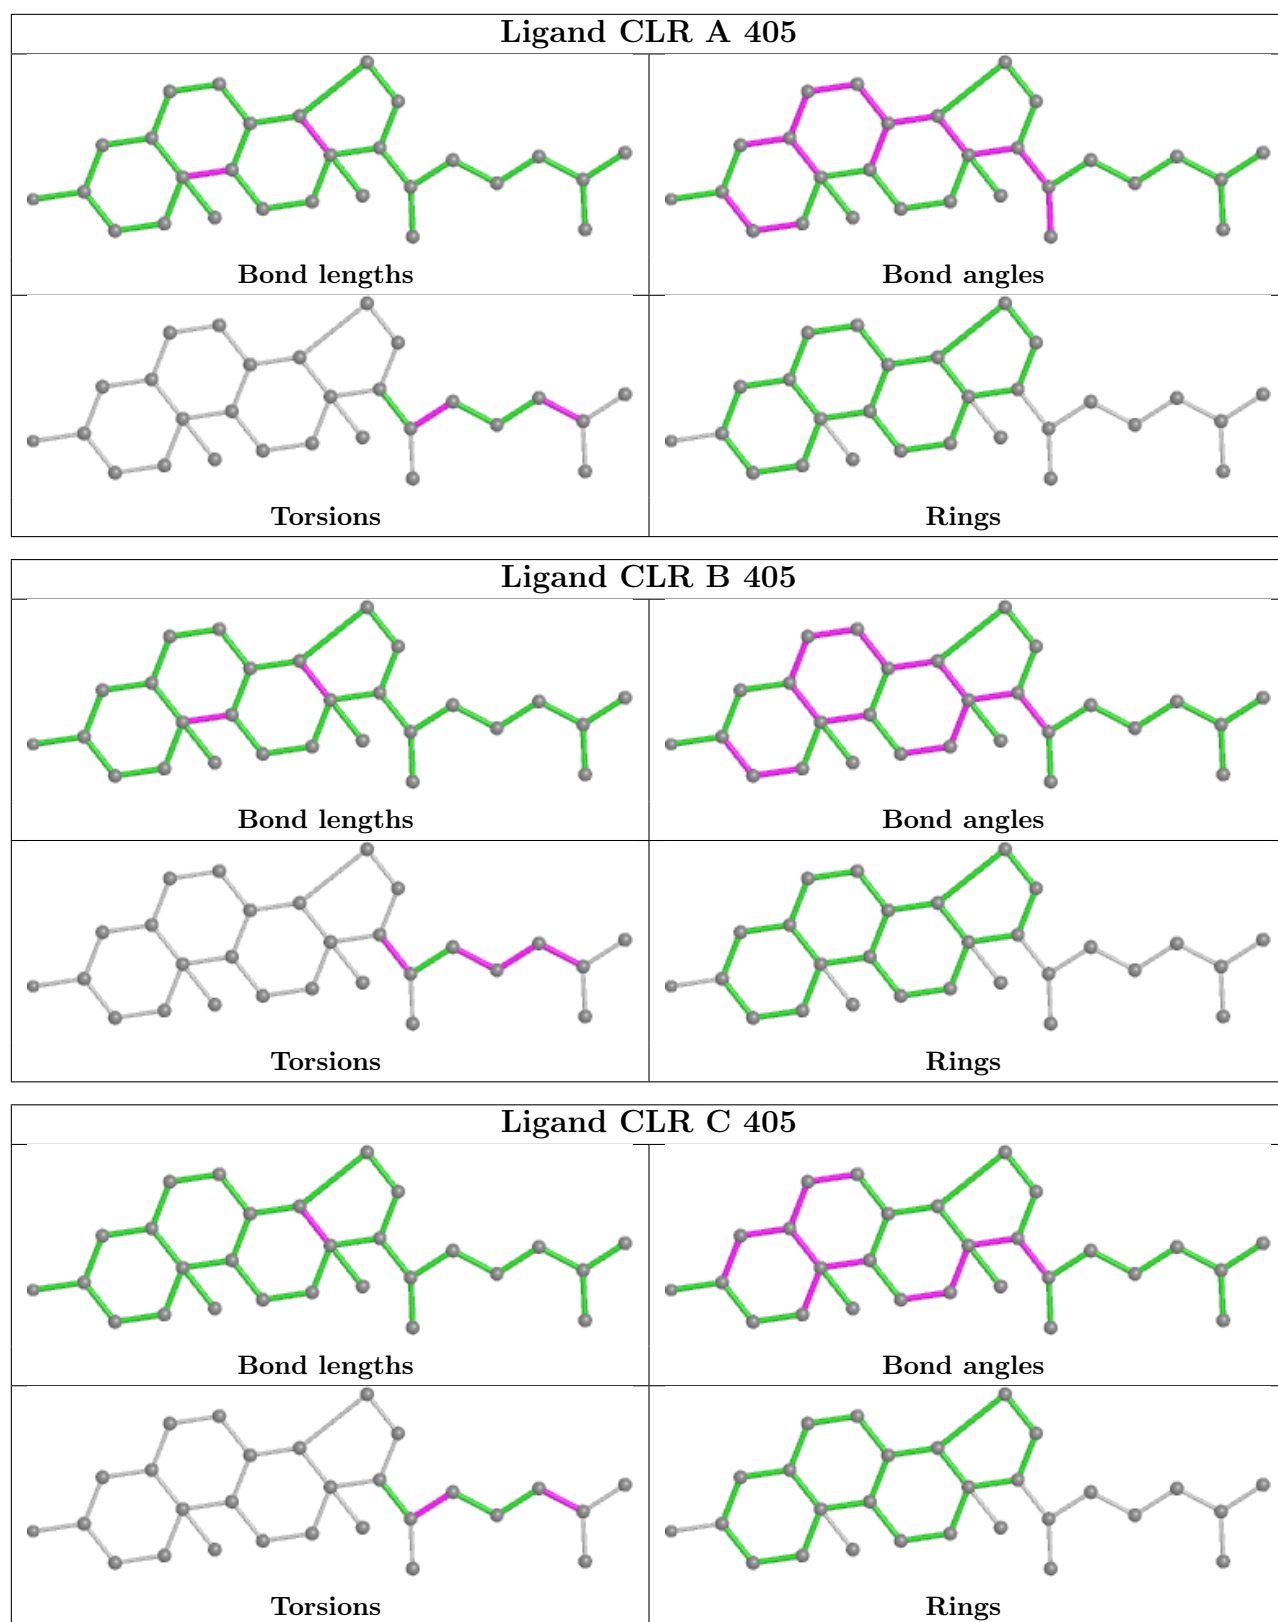 Ligand CLR A 405
Bond lengths
Bond angles
Torsions
Rings
Ligand CLR B 405
Bond lengths
Bond angles
Torsions
Rings
Ligand CLR C 405
Bond lengths
Bond angles
Torsions
Rings